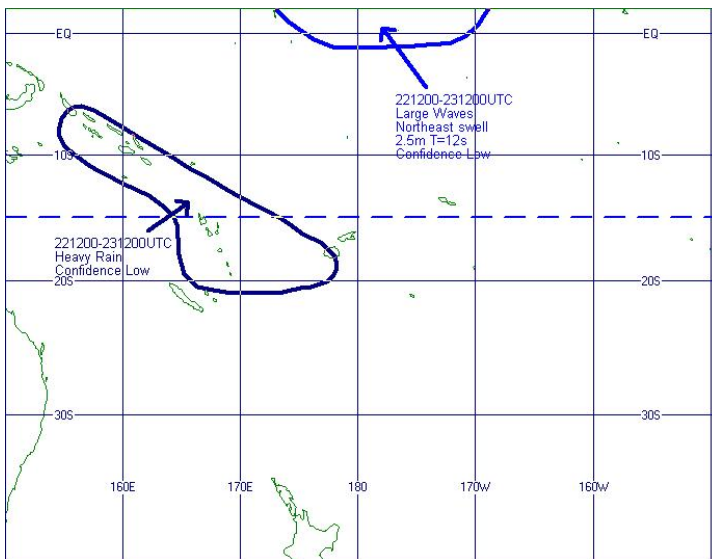 EQ
EQ
221200-231200UTC
Large Waves
Northeast swell
2.5m T=12s
Confidence Low
10S
10S
221200-231200UTC
Heavy Rain
Confidence Low
20S
20S
30S
30S
160E
170E
180
170W
160W